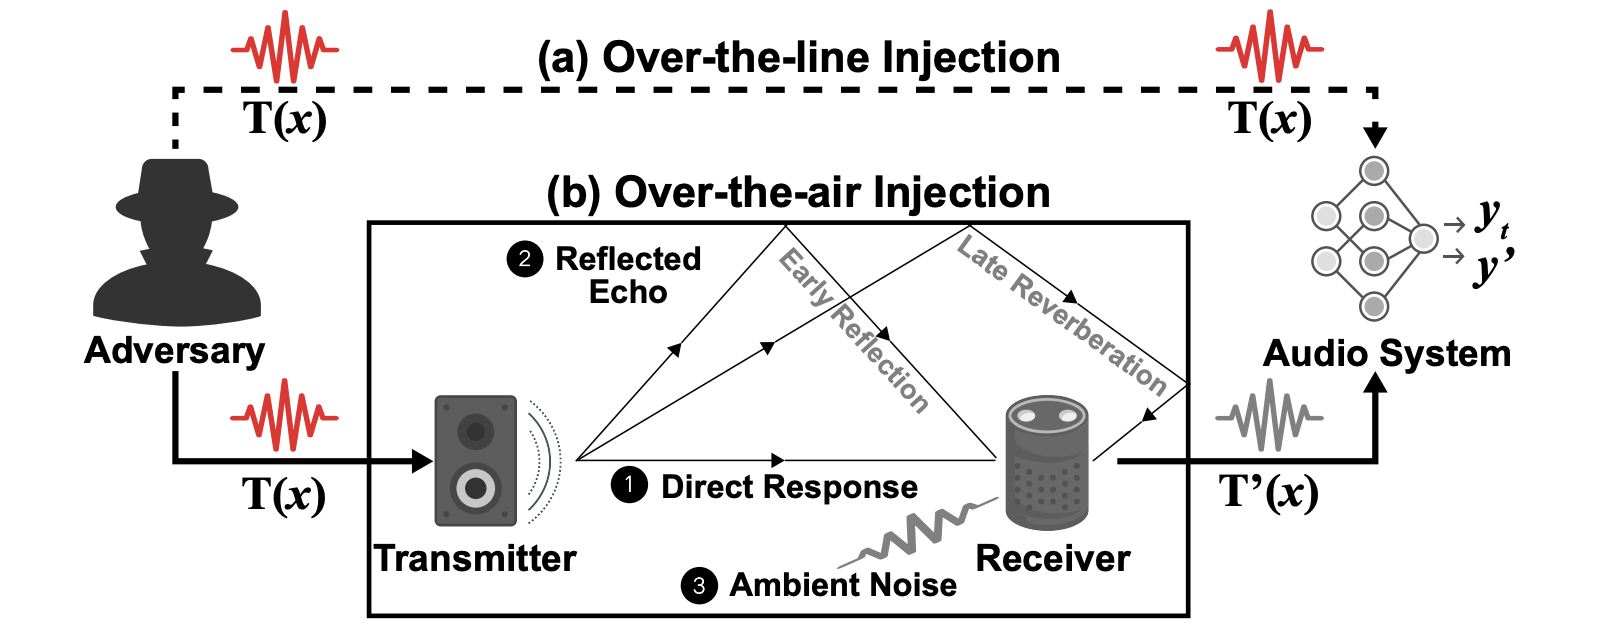 (a) Over-the-line Injection
T(x)
T(x)
(b) Over-the-air Injection
2 Reflected
Echo
Early Reflection
Late Reverberation
yt
y’
Adversary
Audio System
T(x)
1 Direct Response
T’(x)
Transmitter
Receiver
3 Ambient Noise